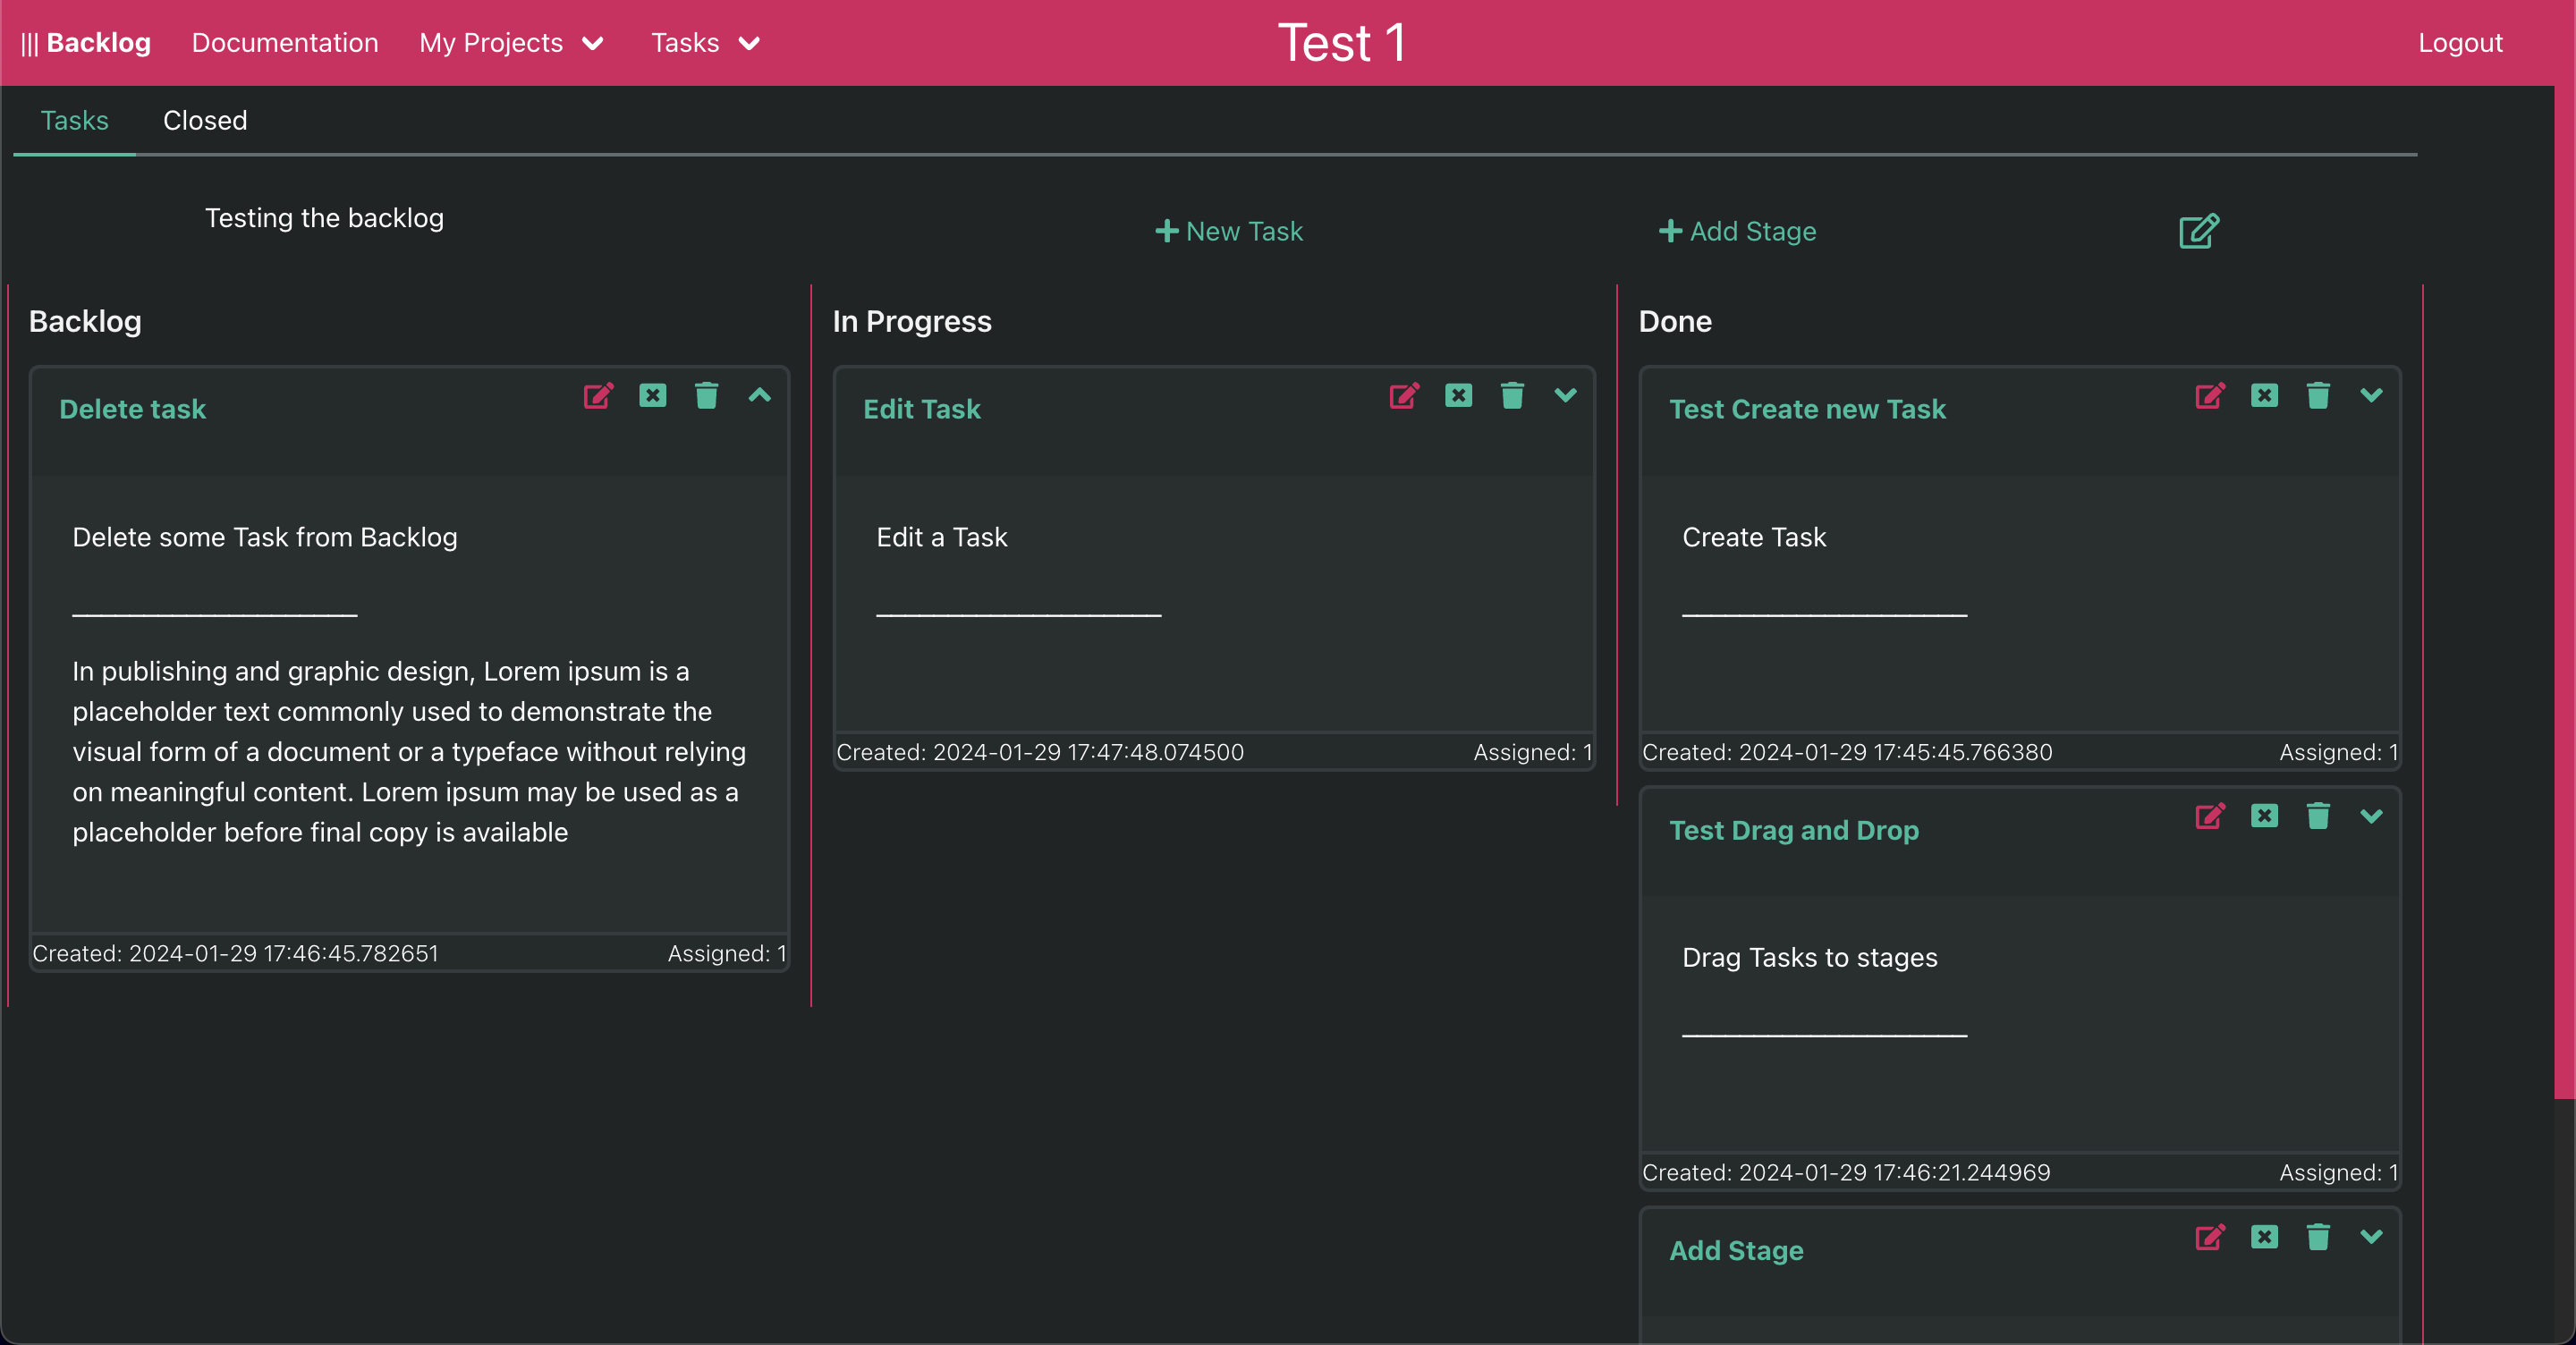 ||| Backlog
Documentation
My Projects
Tasks
Test 1
Logout
Tasks
Closed
Testing the backlog
New Task
Add Stage
Backlog
Delete task
Delete some Task from Backlog
____________________
In publishing and graphic design, Lorem ipsum is a
placeholder text commonly used to demonstrate the
visual form of a document or a typeface without relying
on meaningful content. Lorem ipsum may be used as a
placeholder before final copy is available
Created: 2024-01-29 17:46:45.782651
Assigned: 1
In Progress
Edit Task
Edit a Task
____________________
Created: 2024-01-29 17:47:48.074500
Assigned: 1
Done
Test Create new Task
Create Task
____________________
Created: 2024-01-29 17:45:45.766380
Assigned: 1
Test Drag and Drop
Drag Tasks to stages
____________________
Created: 2024-01-29 17:46:21.244969
Assigned: 1
Add Stage